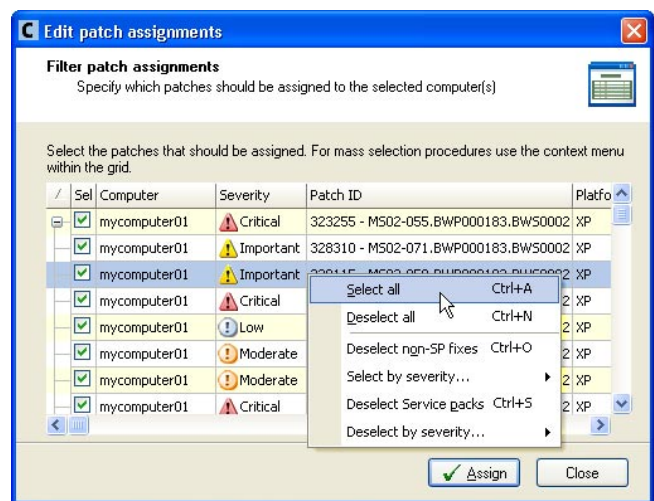 Edit patch assignments
Filter patch assignments
Specify which patches should be assigned to the selected computer(s)
Select the patches that should be assigned. For mass selection procedures use the context menu
within the grid.
/ Sel Computer Severity Patch ID Platfo
mycomputer01 Critical 323255 - MS02-055.BWP000183.BWS0002 XP
mycomputer01 Important 328310 - MS02-071.BWP000183.BWS0002 XP
mycomputer01 Important 2 XP
Select all Ctrl+A
mycomputer01 Critical 2 XP
Deselect all Ctrl+N
mycomputer01 Low 2 XP
Deselect non-SP fixes Ctrl+O
mycomputer01 Moderate 2 XP
Select by severity...
mycomputer01 Moderate 2 XP
Deselect Service packs Ctrl+S
mycomputer01 Critical 2 XP
Deselect by severity...
Assign Close